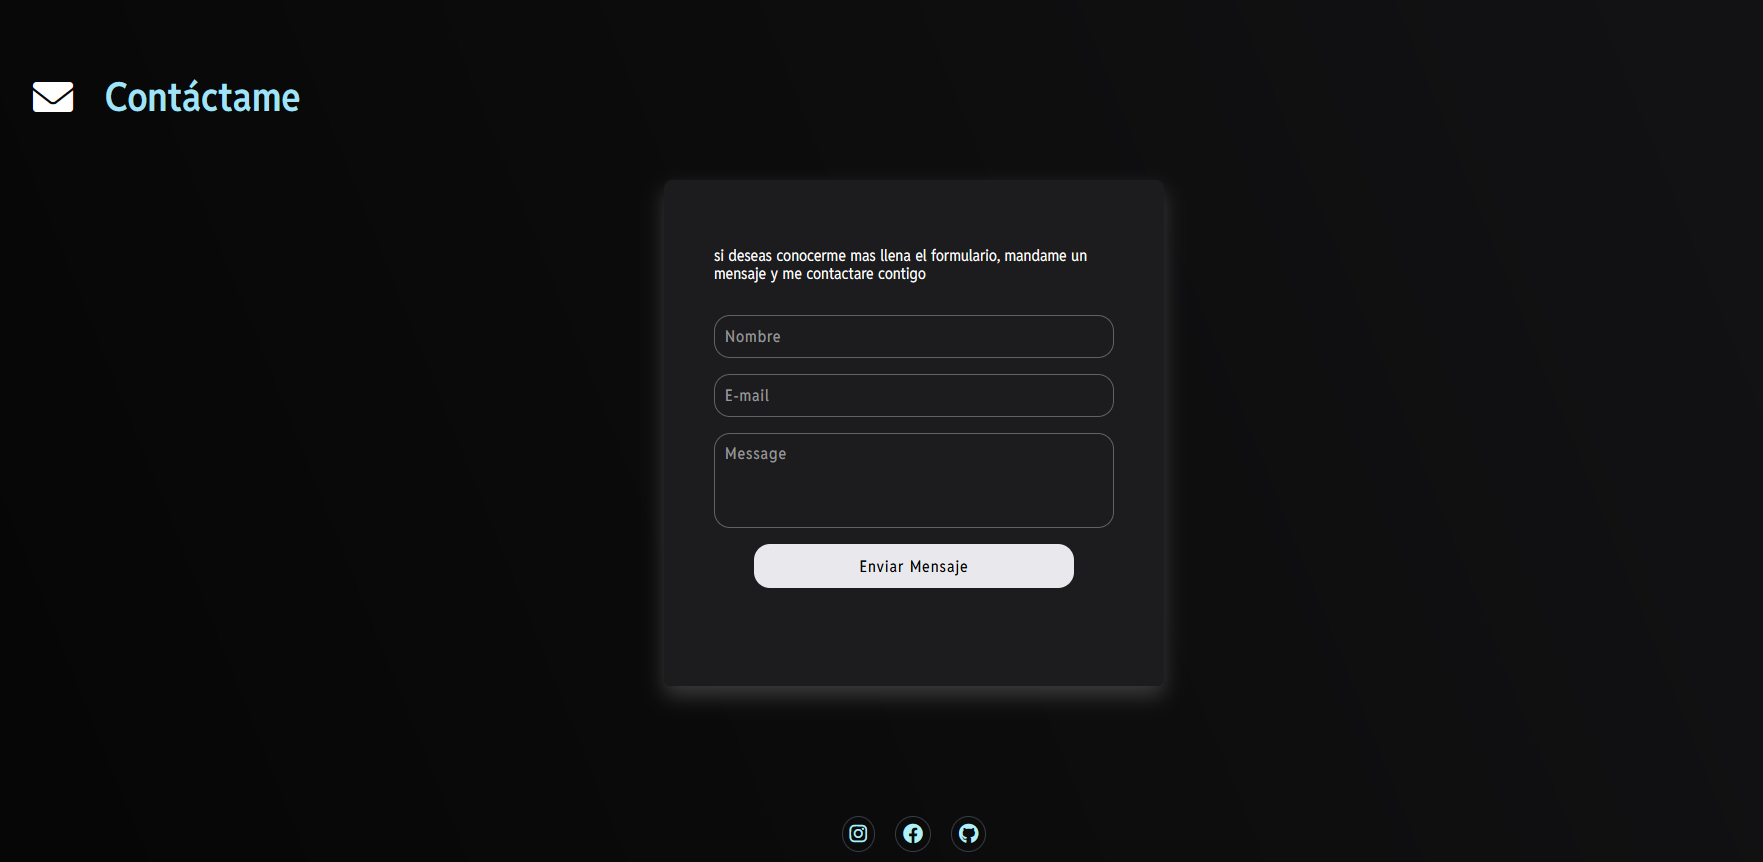 Contáctame
si deseas conocerme mas llena el formulario, mandame un
mensaje y me contactare contigo
Nombre
E-mail
Message
Enviar Mensaje